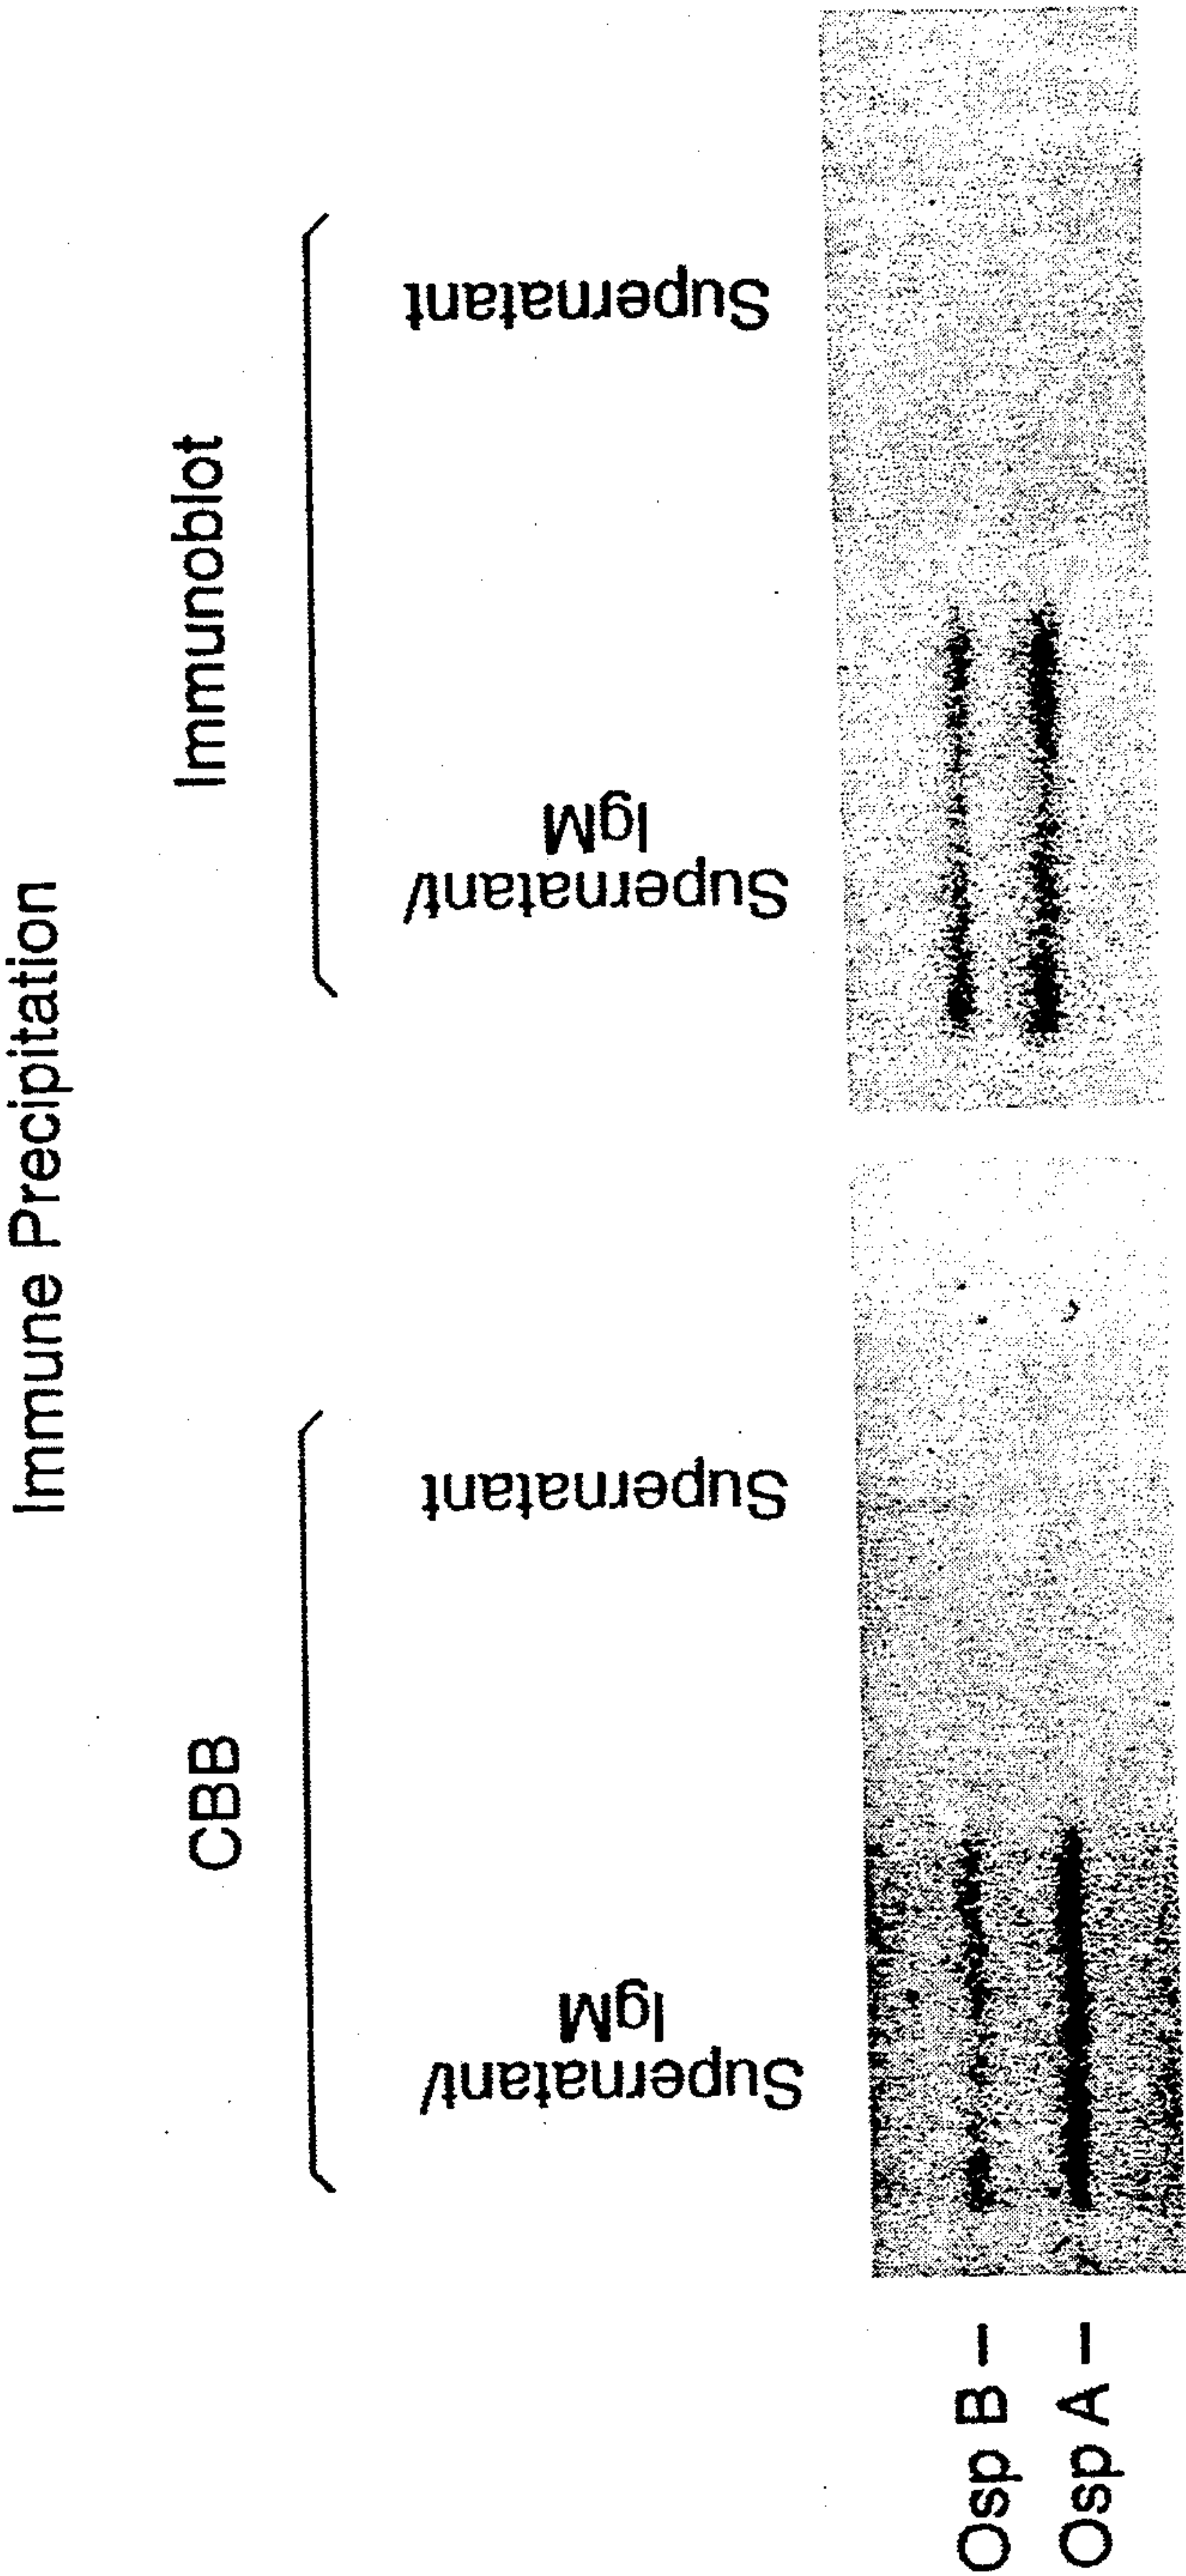 Immune Precipitation
CBB
Immunoblot
Supernatant/
IgM
Supernatant
Supernatant/
IgM
Supernatant
Osp B –
Osp A –